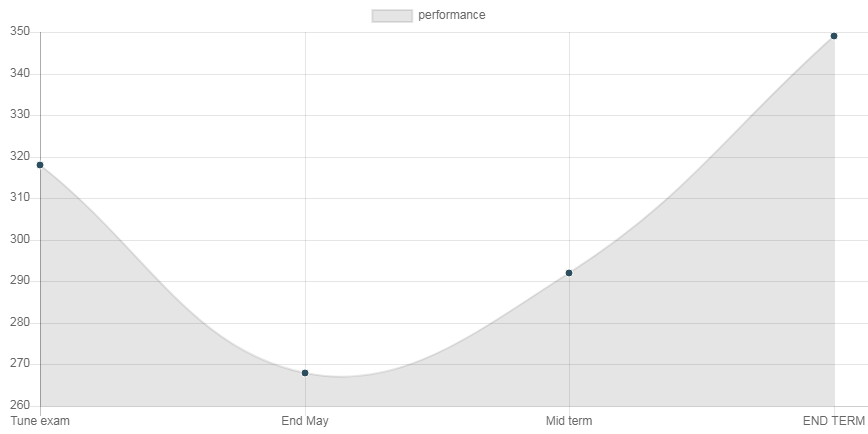 performance
350
340
330
320
310
300
290
280
270
260
Tune exam
End May
Mid term
END TERM